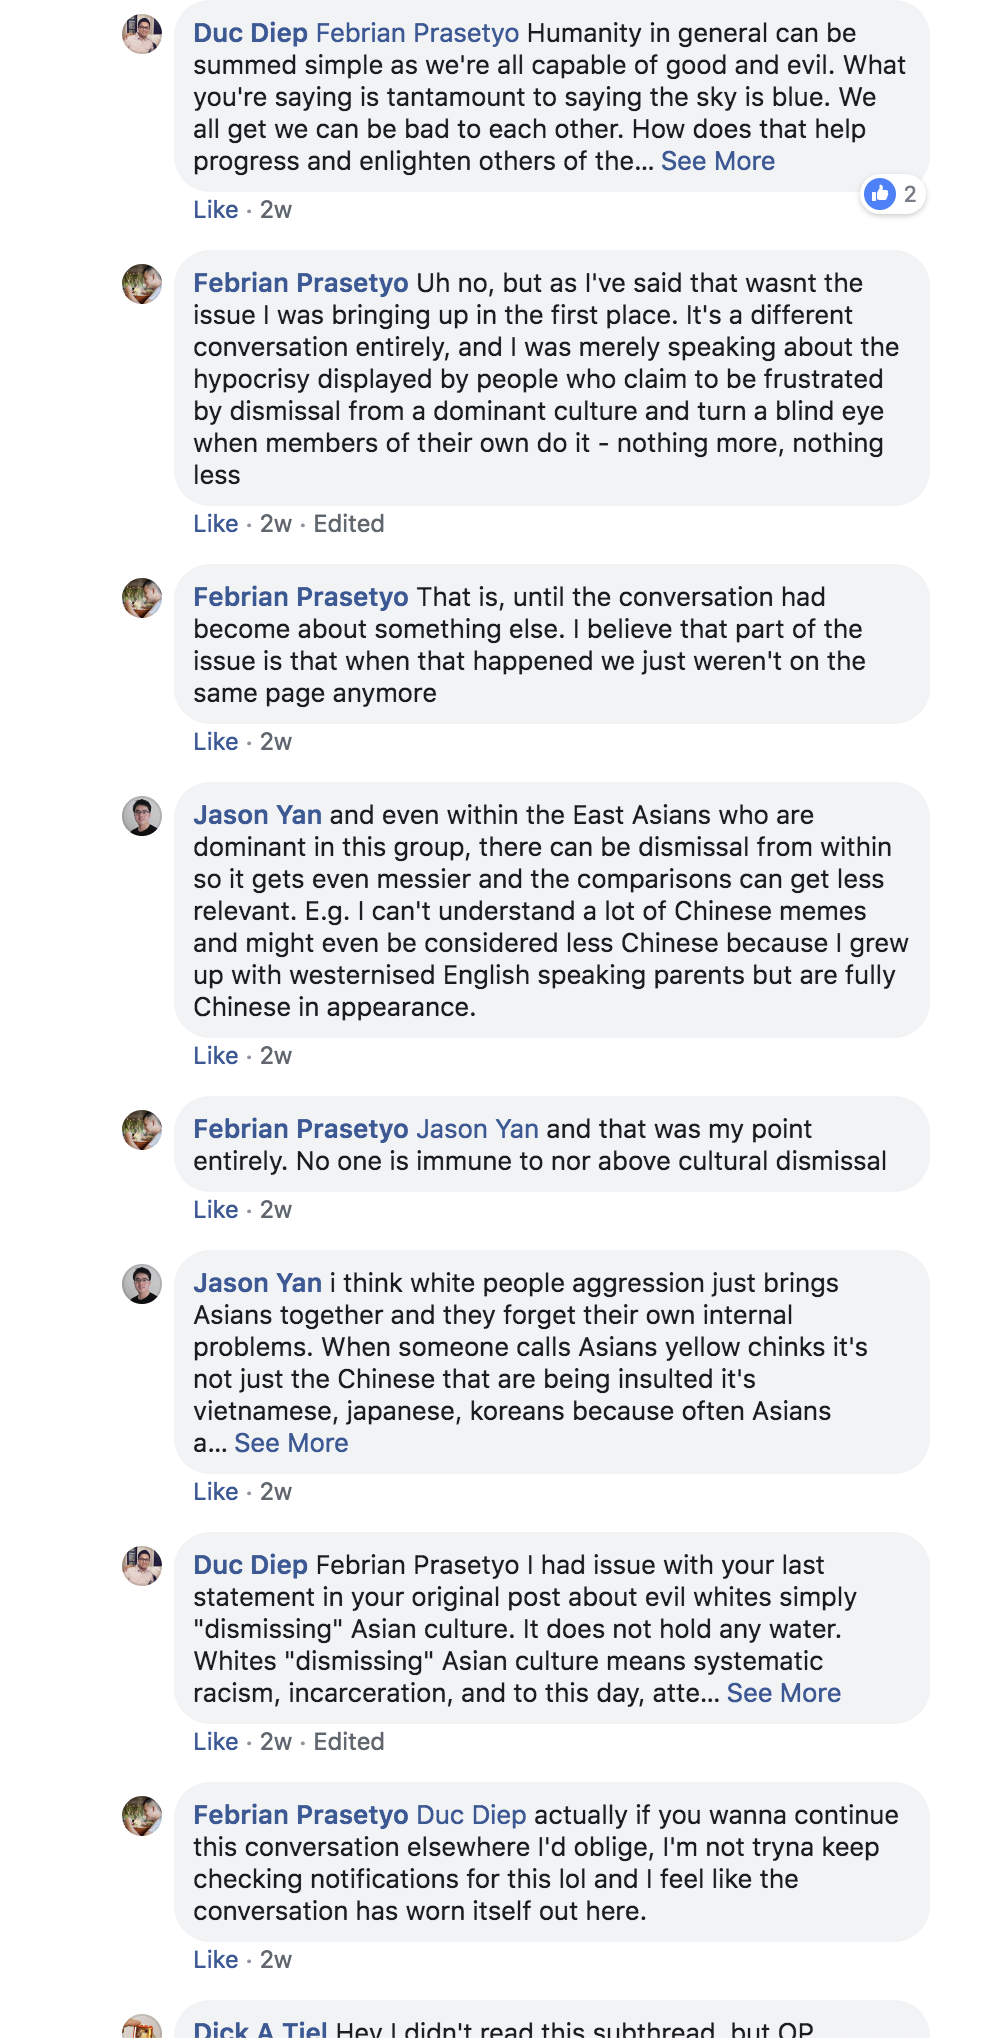 Duc Diep Febrian Prasetyo Humanity in general can be
summed simple as we're all capable of good and evil. What
you're saying is tantamount to saying the sky is blue. We
all get we can be bad to each other. How does that help
progress and enlighten others of the... See More
2
Like · 2w
Febrian Prasetyo Uh no, but as I've said that wasnt the
issue I was bringing up in the first place. It's a different
conversation entirely, and I was merely speaking about the
hypocrisy displayed by people who claim to be frustrated
by dismissal from a dominant culture and turn a blind eye
when members of their own do it - nothing more, nothing
less
Like · 2w · Edited
Febrian Prasetyo That is, until the conversation had
become about something else. I believe that part of the
issue is that when that happened we just weren't on the
same page anymore
Like · 2w
Jason Yan and even within the East Asians who are
dominant in this group, there can be dismissal from within
so it gets even messier and the comparisons can get less
relevant. E.g. I can't understand a lot of Chinese memes
and might even be considered less Chinese because I grew
up with westernised English speaking parents but are fully
Chinese in appearance.
Like · 2w
Febrian Prasetyo Jason Yan and that was my point
entirely. No one is immune to nor above cultural dismissal
Like · 2w
Jason Yan i think white people aggression just brings
Asians together and they forget their own internal
problems. When someone calls Asians yellow chinks it's
not just the Chinese that are being insulted it's
vietnamese, japanese, koreans because often Asians
a... See More
Like · 2w
Duc Diep Febrian Prasetyo I had issue with your last
statement in your original post about evil whites simply
"dismissing" Asian culture. It does not hold any water.
Whites "dismissing" Asian culture means systematic
racism, incarceration, and to this day, atte... See More
Like · 2w · Edited
Febrian Prasetyo Duc Diep actually if you wanna continue
this conversation elsewhere I'd oblige, I'm not tryna keep
checking notifications for this lol and I feel like the
conversation has worn itself out here.
Like · 2w
Dick A Tiel Hey I didn't read this subthread, but OP